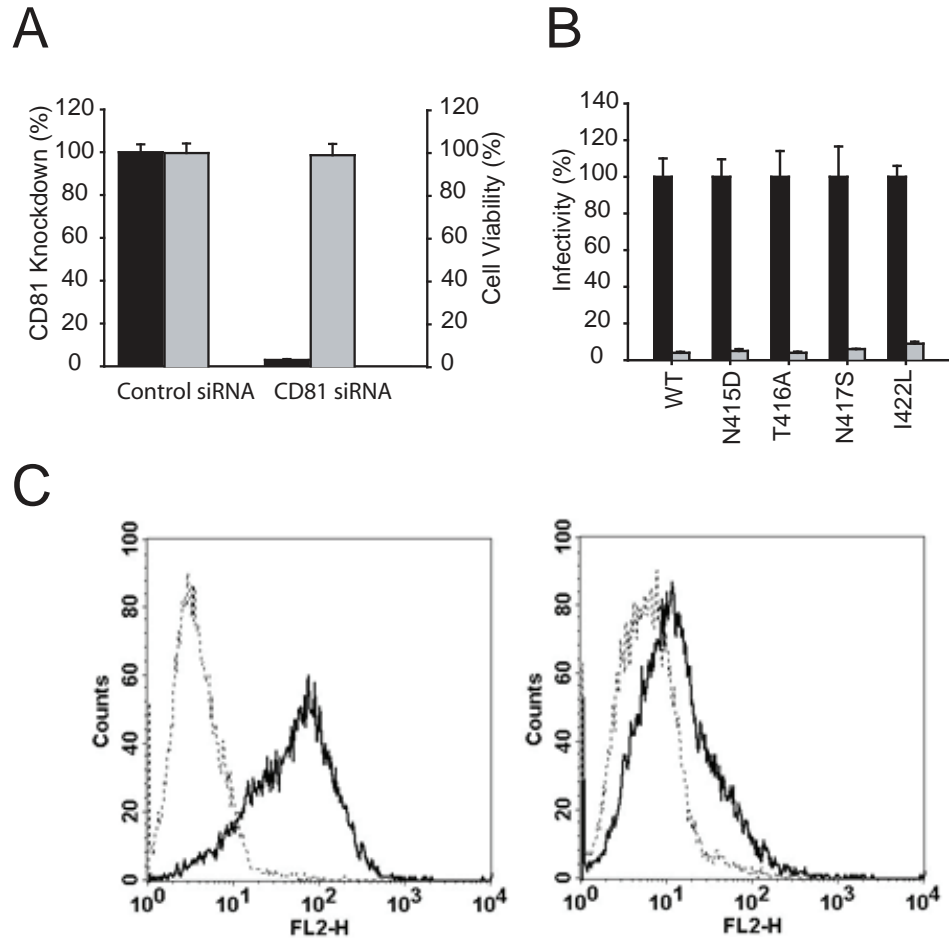 A
CD81 Knockdown (%)
120
100
80
60
40
20
0
Control siRNA
CD81 siRNA
120
100
80
60
40
20
0
Cell Viability (%)
B
Infectivity (%)
140
120
100
80
60
40
20
0
WT
N415D
T416A
N417S
I422L
C
Counts
100
80
60
40
20
0
10^0
10^1
10^2
10^3
10^4
FL2-H
Counts
100
80
60
40
20
0
10^0
10^1
10^2
10^3
10^4
FL2-H